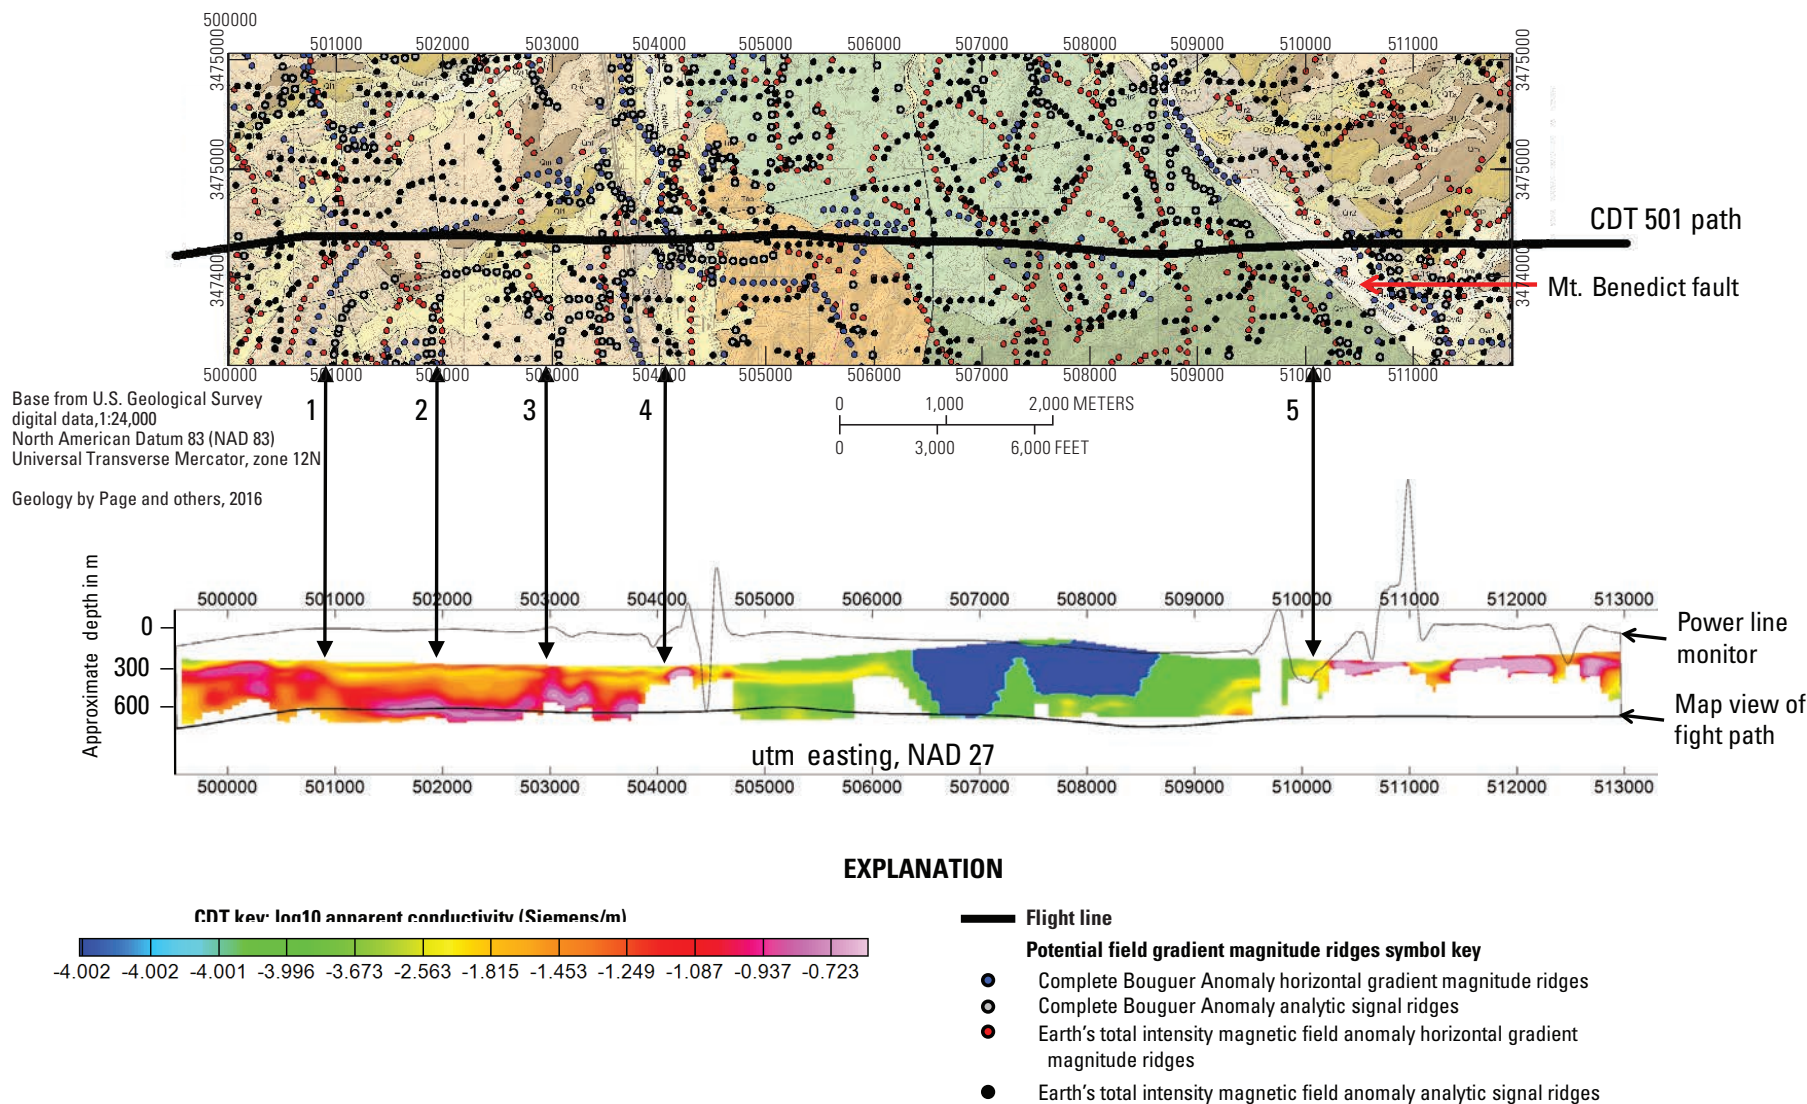 500000
501000 502000 503000 504000 505000 506000 507000 508000 509000 510000 511000
3475000 3475000
3475000 3475000
3474000 3474000
CDT 501 path
Mt. Benedict fault
500000 501000 502000 503000 504000 505000 506000 507000 508000 509000 510000 511000
Base from U.S. Geological Survey
digital data,1:24,000
North American Datum 83 (NAD 83)
Universal Transverse Mercator, zone 12N
Geology by Page and others, 2016
1 2 3 4 5
0 1,000 2,000 METERS
0 3,000 6,000 FEET
Approximate depth in m
500000 501000 502000 503000 504000 505000 506000 507000 508000 509000 510000 511000 512000 513000
0
300
600
Power line
monitor
Map view of
fight path
utm easting, NAD 27
500000 501000 502000 503000 504000 505000 506000 507000 508000 509000 510000 511000 512000 513000
EXPLANATION
CDT key: log10 apparent conductivity (Siemens/m)
-4.002 -4.002 -4.001 -3.996 -3.673 -2.563 -1.815 -1.453 -1.249 -1.087 -0.937 -0.723
Flight line
Potential field gradient magnitude ridges symbol key
Complete Bouguer Anomaly horizontal gradient magnitude ridges
Complete Bouguer Anomaly analytic signal ridges
Earth's total intensity magnetic field anomaly horizontal gradient
magnitude ridges
Earth's total intensity magnetic field anomaly analytic signal ridges